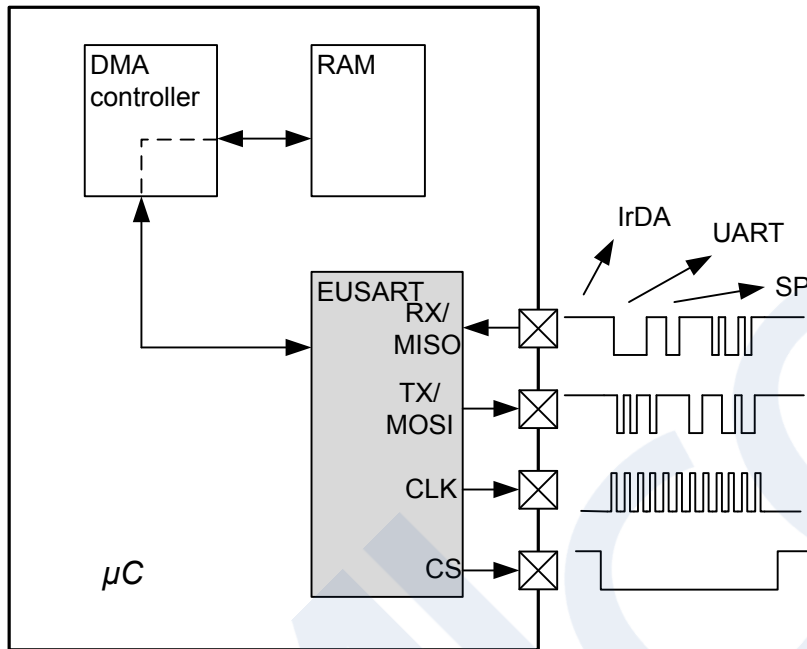 DMA
controller
RAM
IrDA
UART
SP
EUSART
RX/
MISO
TX/
MOSI
CLK
CS
µC